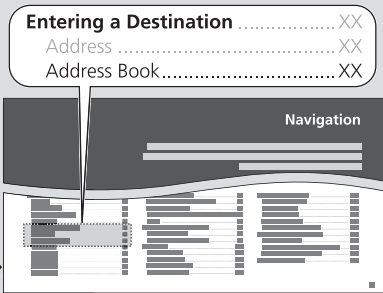 Entering a Destination .................... XX
Address ........................................ XX
Address Book................................ XX
Navigation